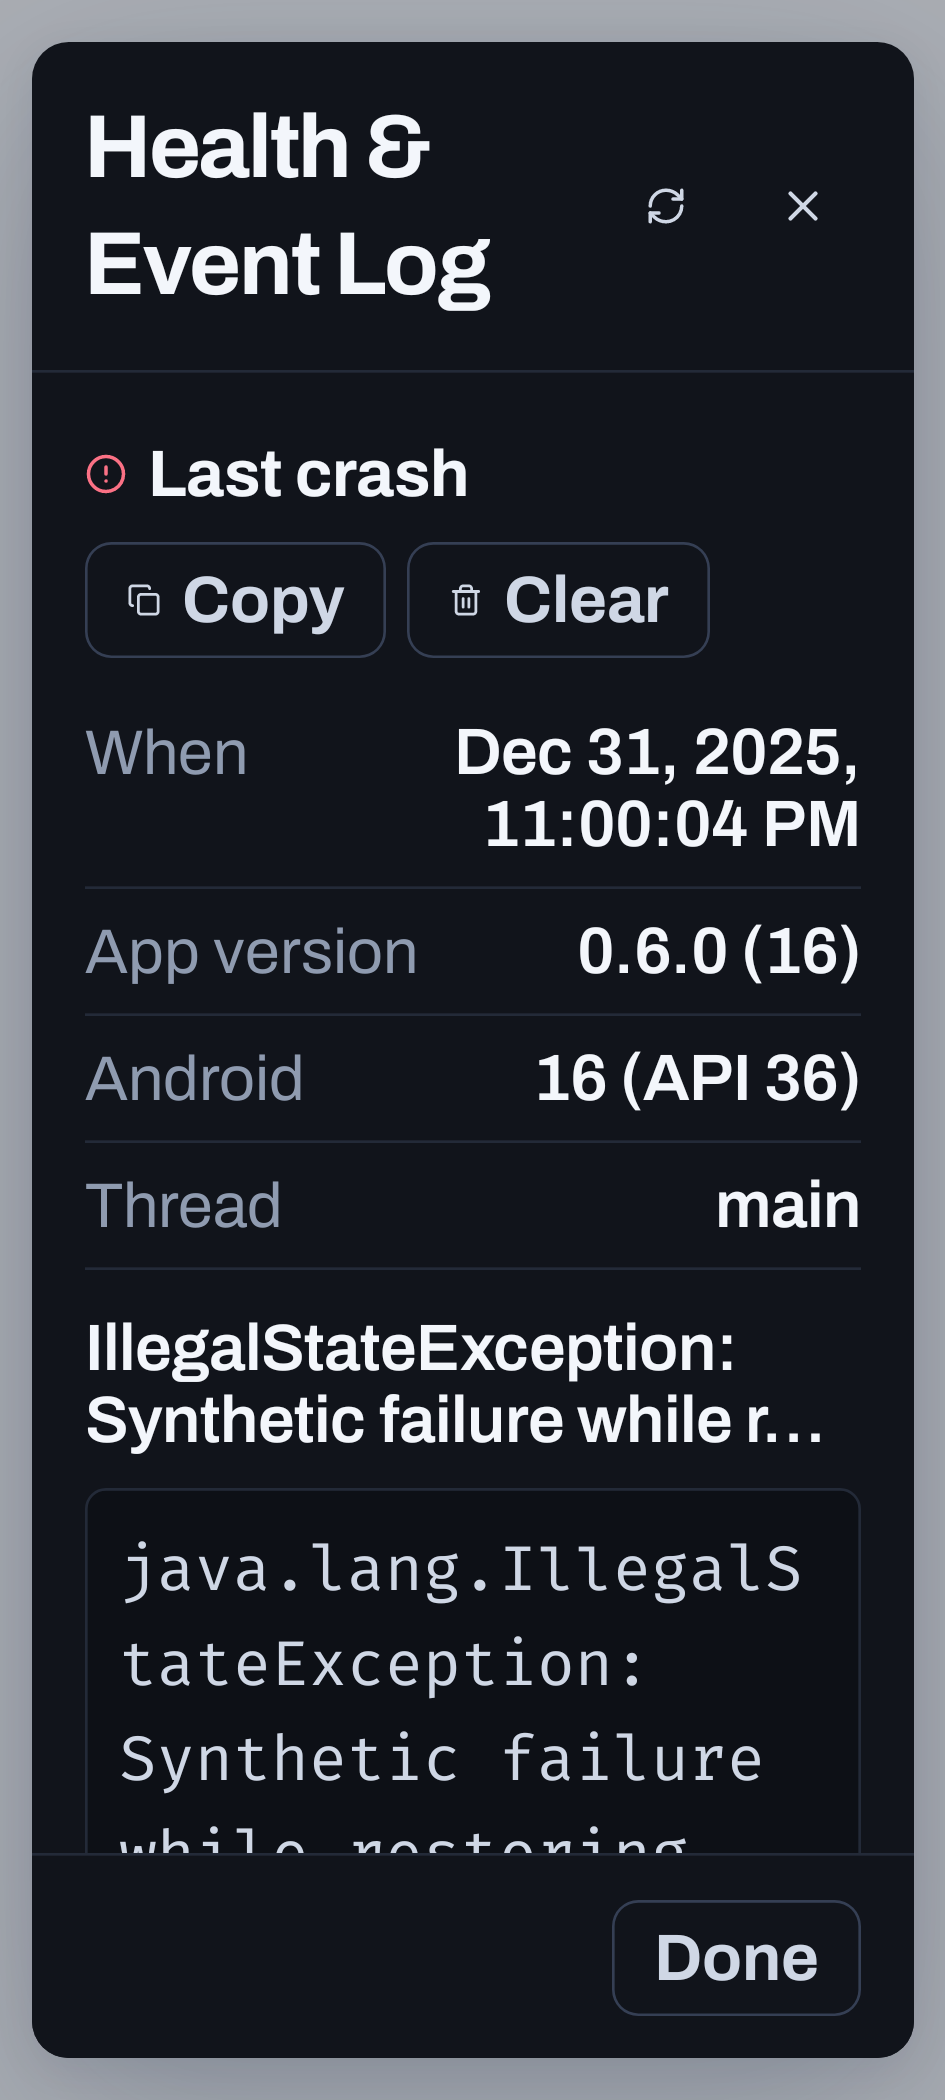 Health &
Event Log
Last crash
Copy
Clear
When
Dec 31, 2025,
11:00:04 PM
App version
0.6.0 (16)
Android
16 (API 36)
Thread
main
IllegalStateException:
Synthetic failure while r...
java.lang.IllegalS
tateException:
Synthetic failure
while restoring
Done